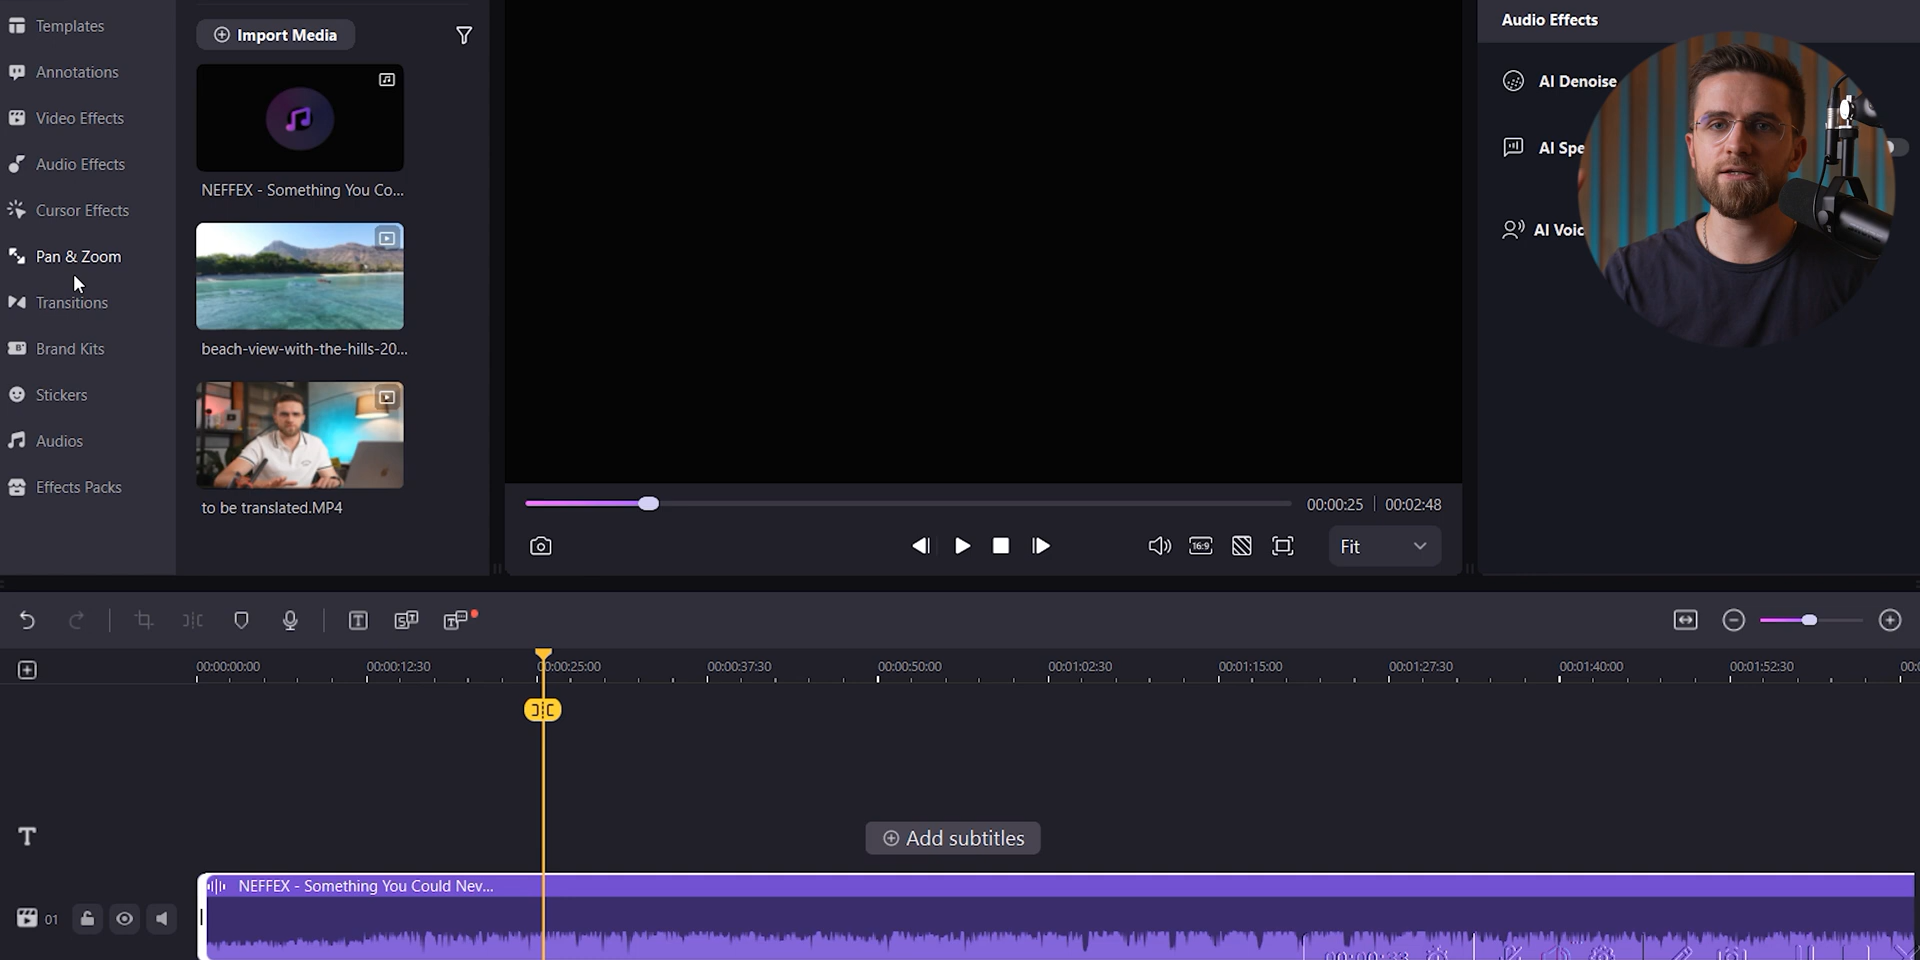 Templates
Annotations
Video Effects
Audio Effects
Cursor Effects
Pan & Zoom
Transitions
Brand Kits
Stickers
Audios
Effects Packs
Import Media
NEFFEX - Something You Co...
beach-view-with-the-hills-20...
to be translated.MP4
00:00:25 | 00:02:48
16:9
Fit
Audio Effects
AI Denoise
AI Spe
AI Voic
00:00:00:00 00:00:12:30 00:00:25:00 00:00:37:30 00:00:50:00 00:01:02:30 00:01:15:00 00:01:27:30 00:01:40:00 00:01:52:30 00:0
T
Add subtitles
NEFFEX - Something You Could Nev...
01